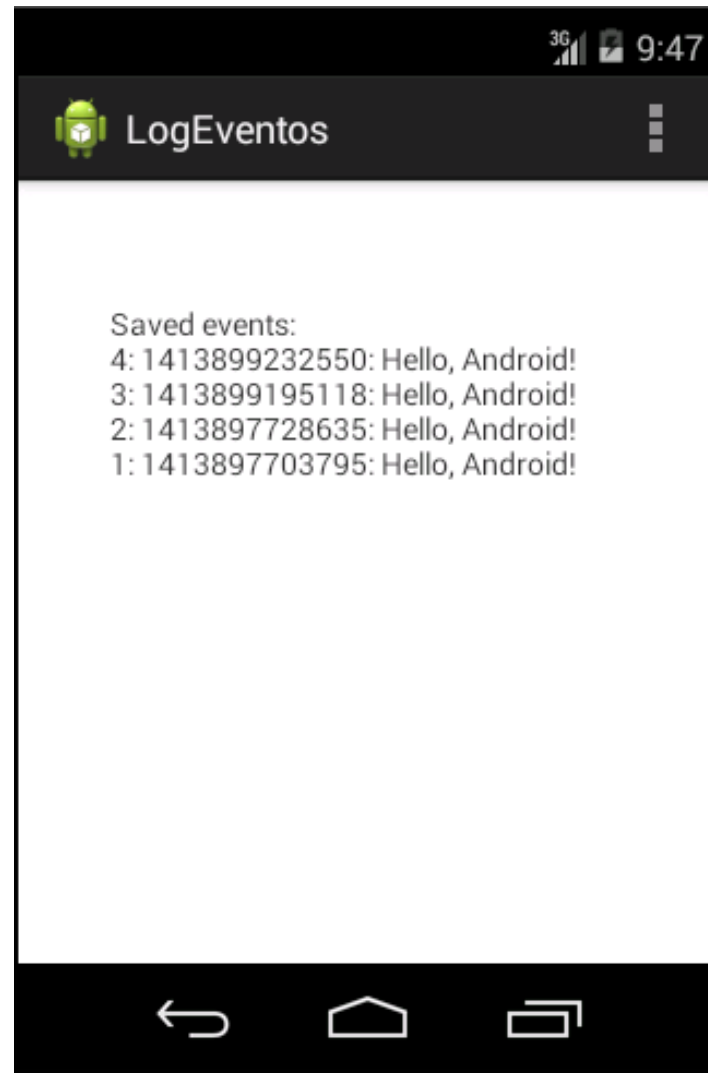 3G 9:47
LogEventos
Saved events:
4: 1413899232550: Hello, Android!
3: 1413899195118: Hello, Android!
2: 1413897728635: Hello, Android!
1: 1413897703795: Hello, Android!